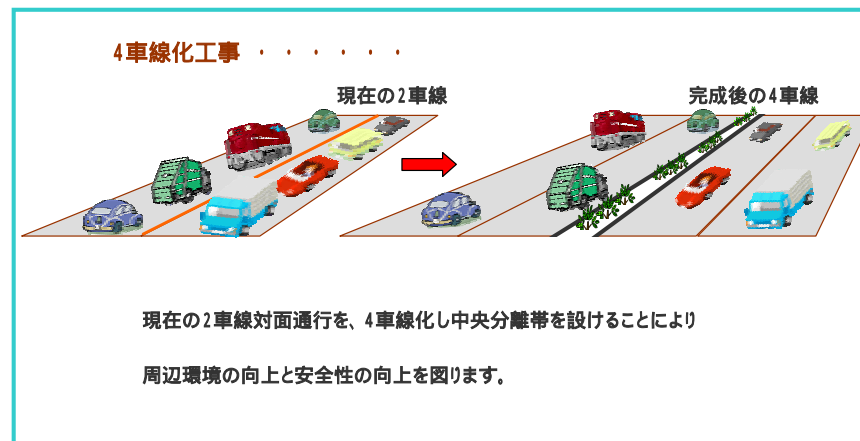 4車線化工事 ・・・・・・
現在の2車線
完成後の4車線
現在の2車線対面通行を、4車線化し中央分離帯を設けることにより
周辺環境の向上と安全性の向上を図ります。